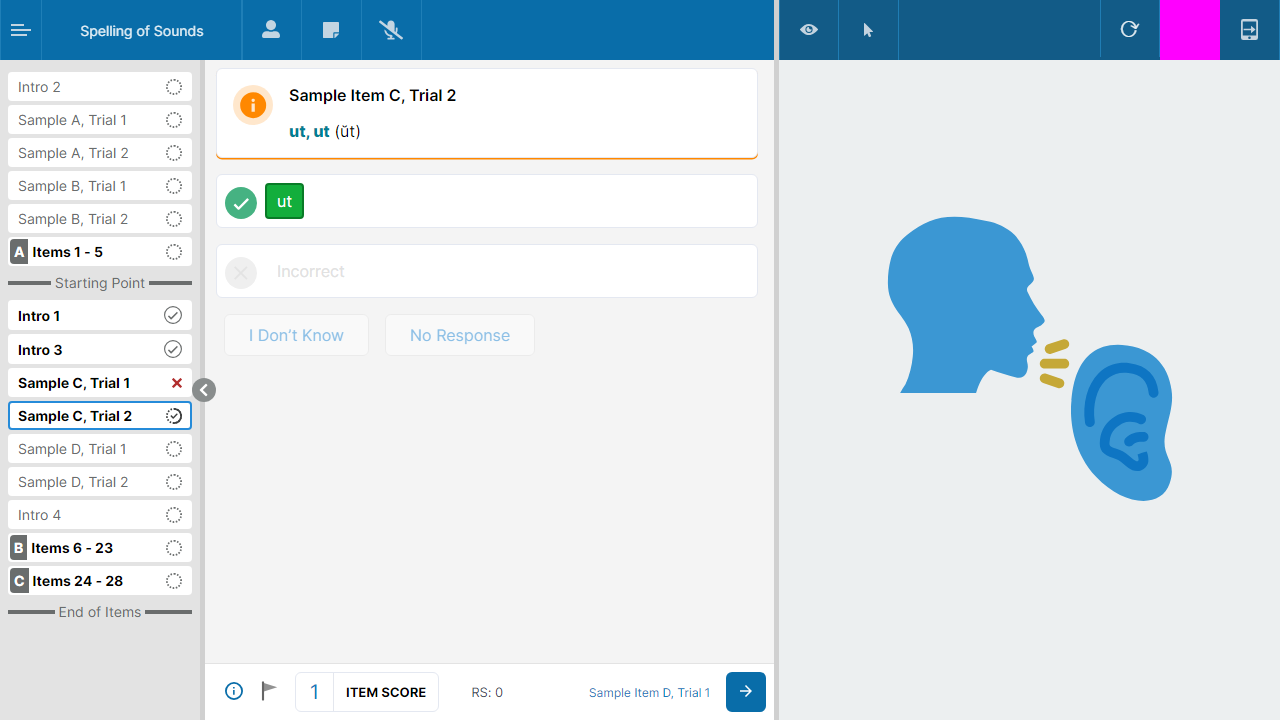 Spelling of Sounds
Intro 2
Sample A, Trial 1
Sample A, Trial 2
Sample B, Trial 1
Sample B, Trial 2
A Items 1 - 5
Starting Point
Intro 1
Intro 3
Sample C, Trial 1
Sample C, Trial 2
Sample D, Trial 1
Sample D, Trial 2
Intro 4
B Items 6 - 23
C Items 24 - 28
End of Items
Sample Item C, Trial 2
ut, ut (ŭt)
ut
Incorrect
I Don't Know
No Response
1 ITEM SCORE
RS: 0
Sample Item D, Trial 1